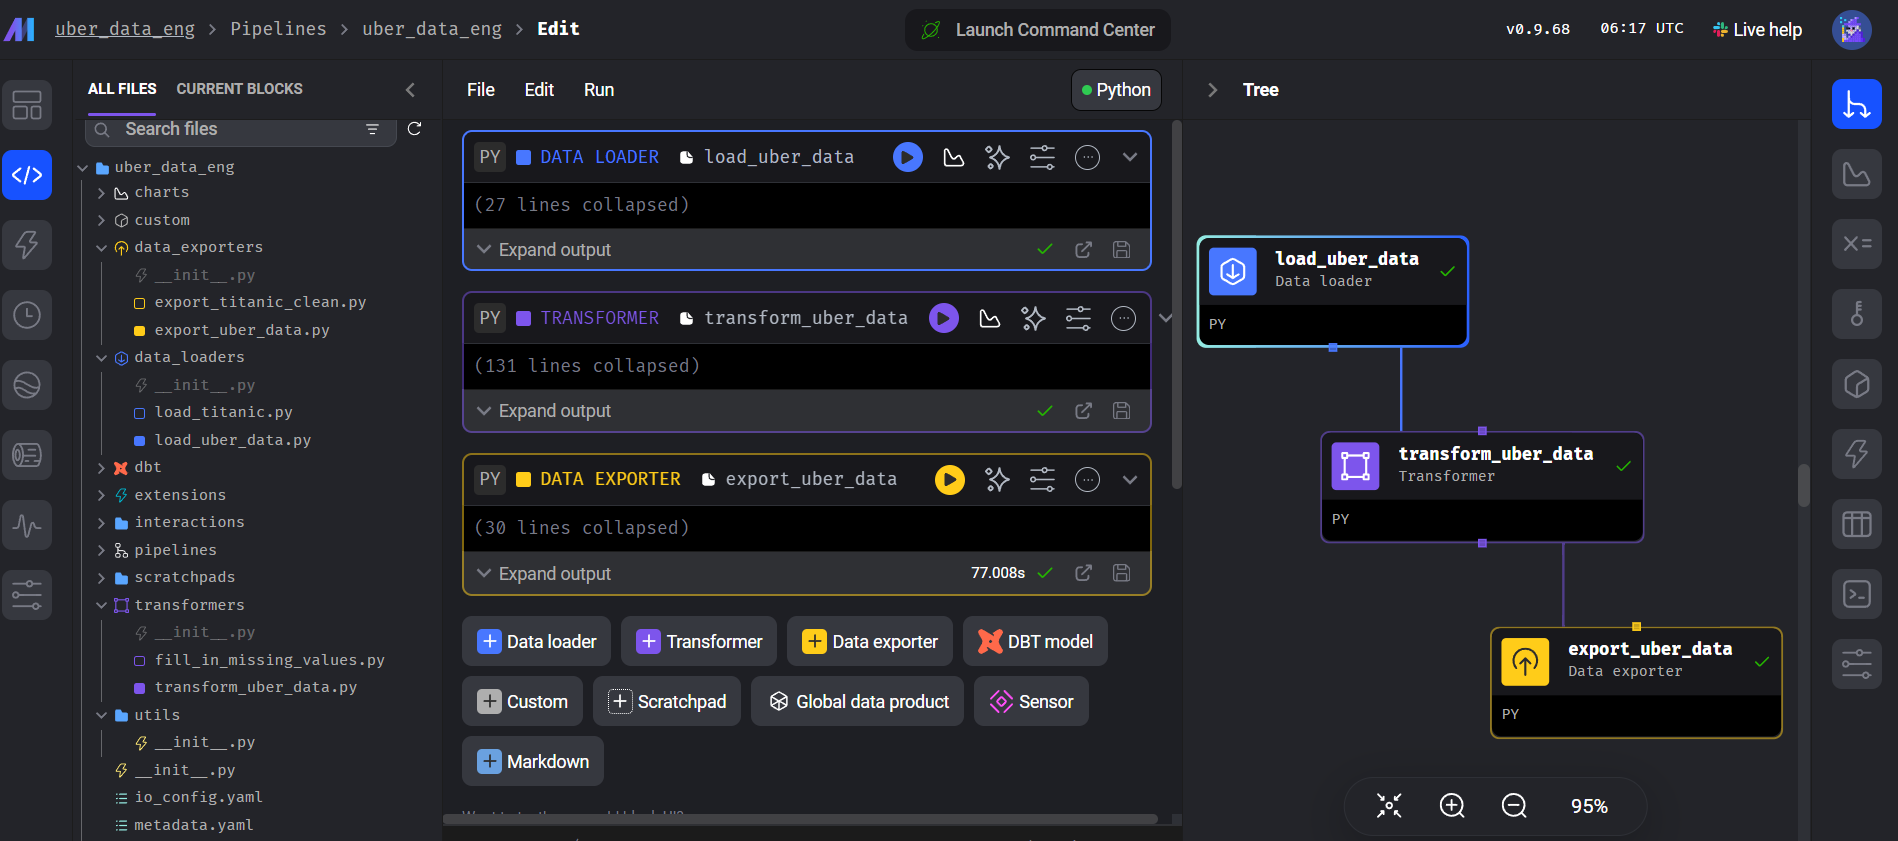 uber_data_eng > Pipelines > uber_data_eng > Edit
Launch Command Center
v0.9.68
06:17 UTC
Live help
ALL FILES
CURRENT BLOCKS
Search files
uber_data_eng
charts
custom
data_exporters
__init__.py
export_titanic_clean.py
export_uber_data.py
data_loaders
__init__.py
load_titanic.py
load_uber_data.py
dbt
extensions
interactions
pipelines
scratchpads
transformers
__init__.py
fill_in_missing_values.py
transform_uber_data.py
utils
__init__.py
__init__.py
io_config.yaml
metadata.yaml
File
Edit
Run
Python
PY DATA LOADER load_uber_data
(27 lines collapsed)
Expand output
PY TRANSFORMER transform_uber_data
(131 lines collapsed)
Expand output
PY DATA EXPORTER export_uber_data
(30 lines collapsed)
Expand output
77.008s
Data loader
Transformer
Data exporter
DBT model
Custom
Scratchpad
Global data product
Sensor
Markdown
Tree
load_uber_data
Data loader
PY
transform_uber_data
Transformer
PY
export_uber_data
Data exporter
PY
95%